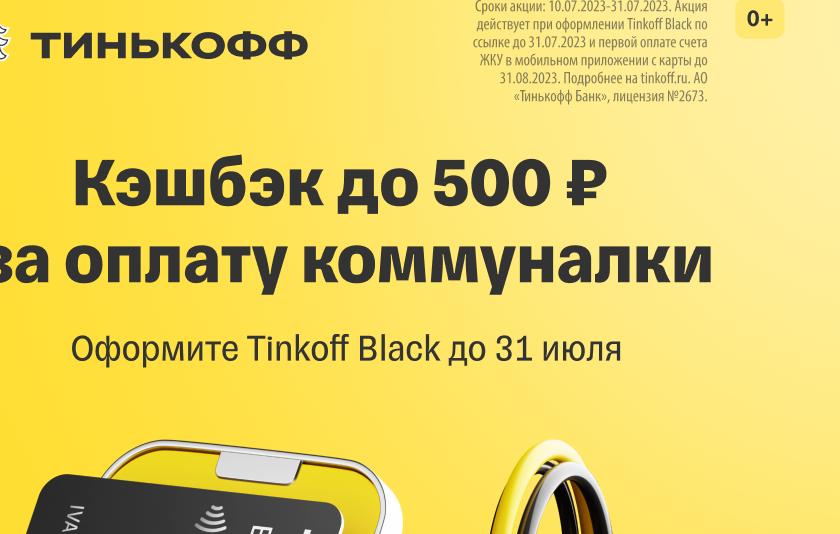 ТИНЬКОФФ
Сроки акции: 10.07.2023-31.07.2023. Акция
действует при оформлении Tinkoff Black по
ссылке до 31.07.2023 и первой оплате счета
ЖКУ в мобильном приложении с карты до
31.08.2023. Подробнее на tinkoff.ru. АО
«Тинькофф Банк», лицензия №2673.
0+
Кэшбэк до 500 ₽
за оплату коммуналки
Оформите Tinkoff Black до 31 июля
IVA